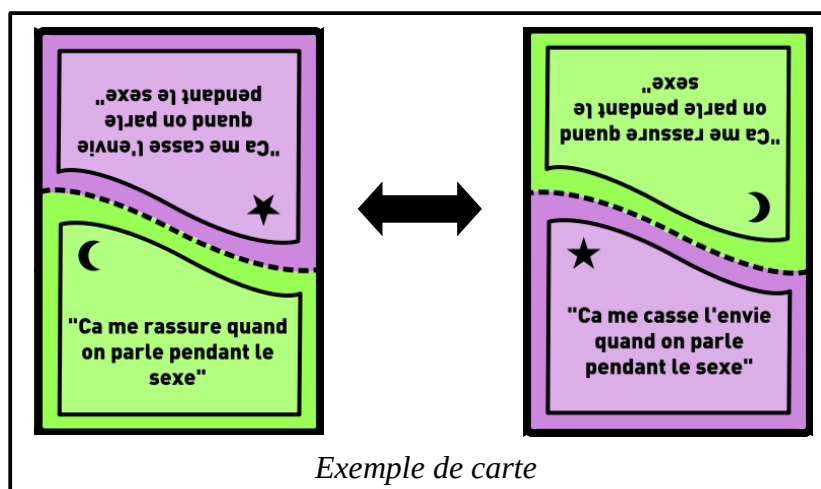 "Ca me casse l'envie
quand on parle
pendant le sexe"
"Ca me rassure quand
on parle pendant le
sexe"
"Ca me rassure quand
on parle pendant le
sexe"
"Ca me casse l'envie
quand on parle
pendant le sexe"
Exemple de carte